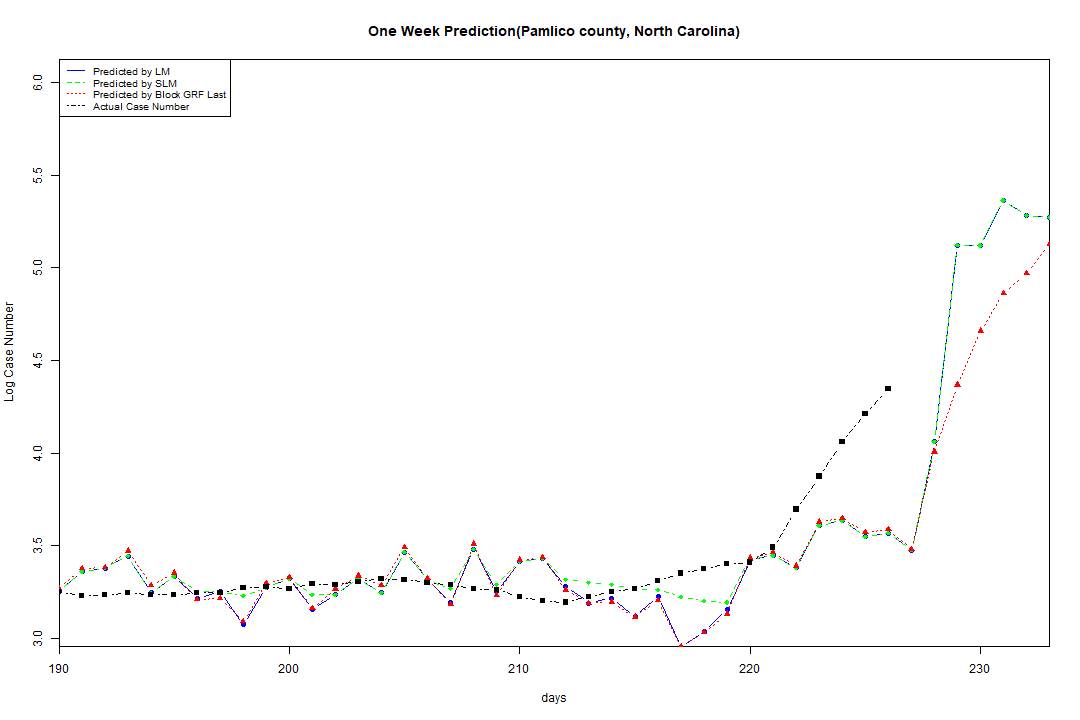 One Week Prediction(Pamlico county, North Carolina)
Predicted by LM
Predicted by SLM
Predicted by Block GRF Last
Actual Case Number
6.0
5.5
5.0
4.5
4.0
3.5
3.0
Log Case Number
190 200 210 220 230
days